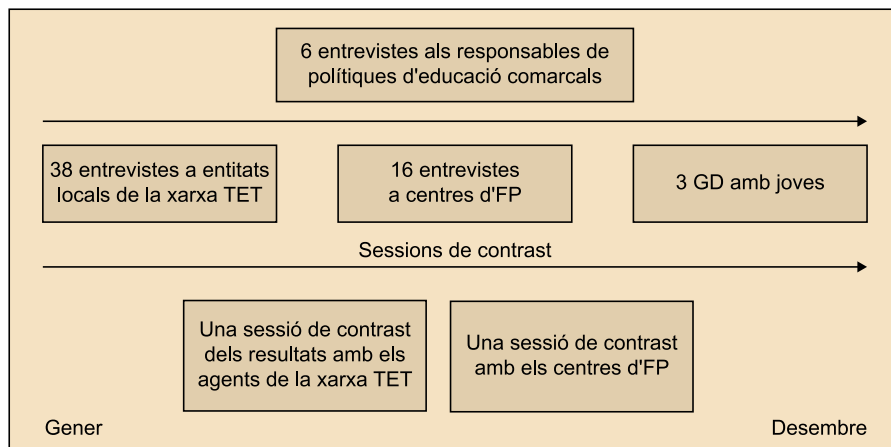 6 entrevistes als responsables de
polítiques d'educació comarcals
38 entrevistes a entitats
locals de la xarxa TET
16 entrevistes
a centres d'FP
3 GD amb joves
Sessions de contrast
Una sessió de contrast
dels resultats amb els
agents de la xarxa TET
Una sessió de contrast
amb els centres d'FP
Gener
Desembre